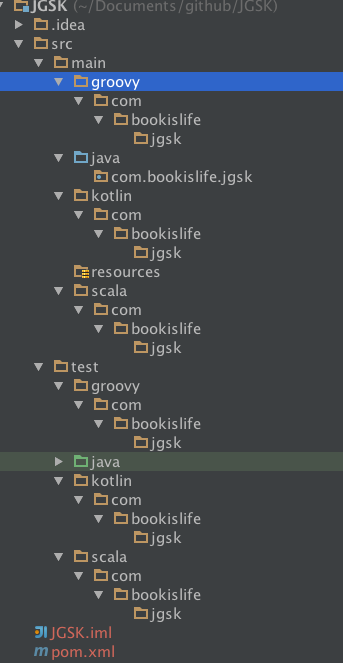 JGSK (~/Documents/github/JGSK)
.idea
src
main
groovy
com
bookislife
jgsk
java
com.bookislife.jgsk
kotlin
com
bookislife
jgsk
resources
scala
com
bookislife
jgsk
test
groovy
com
bookislife
jgsk
java
kotlin
com
bookislife
jgsk
scala
com
bookislife
jgsk
JGSK.iml
pom.xml